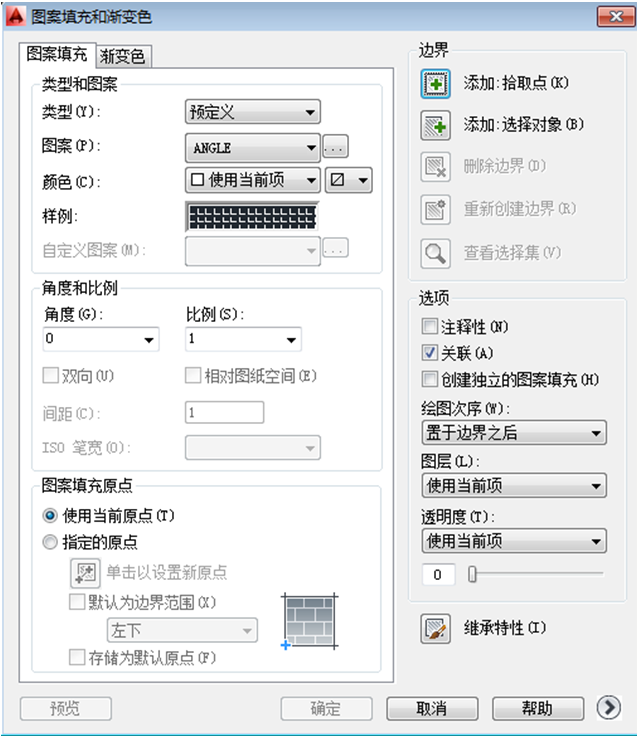 图案填充和渐变色
图案填充 渐变色
类型和图案
类型(Y): 预定义
图案(P): ANGLE ...
颜色(C): 使用当前项
样例:
自定义图案(M): ...
角度和比例
角度(G): 比例(S):
0 1
双向(U) 相对图纸空间(E)
间距(C): 1
ISO 笔宽(O):
图案填充原点
使用当前原点(T)
指定的原点
单击以设置新原点
默认为边界范围(X)
左下
存储为默认原点(F)
边界
添加:拾取点(K)
添加:选择对象(B)
删除边界(D)
重新创建边界(R)
查看选择集(V)
选项
注释性(N)
关联(A)
创建独立的图案填充(H)
绘图次序(W):
置于边界之后
图层(L):
使用当前项
透明度(T):
使用当前项
0
继承特性(I)
预览 确定 取消 帮助